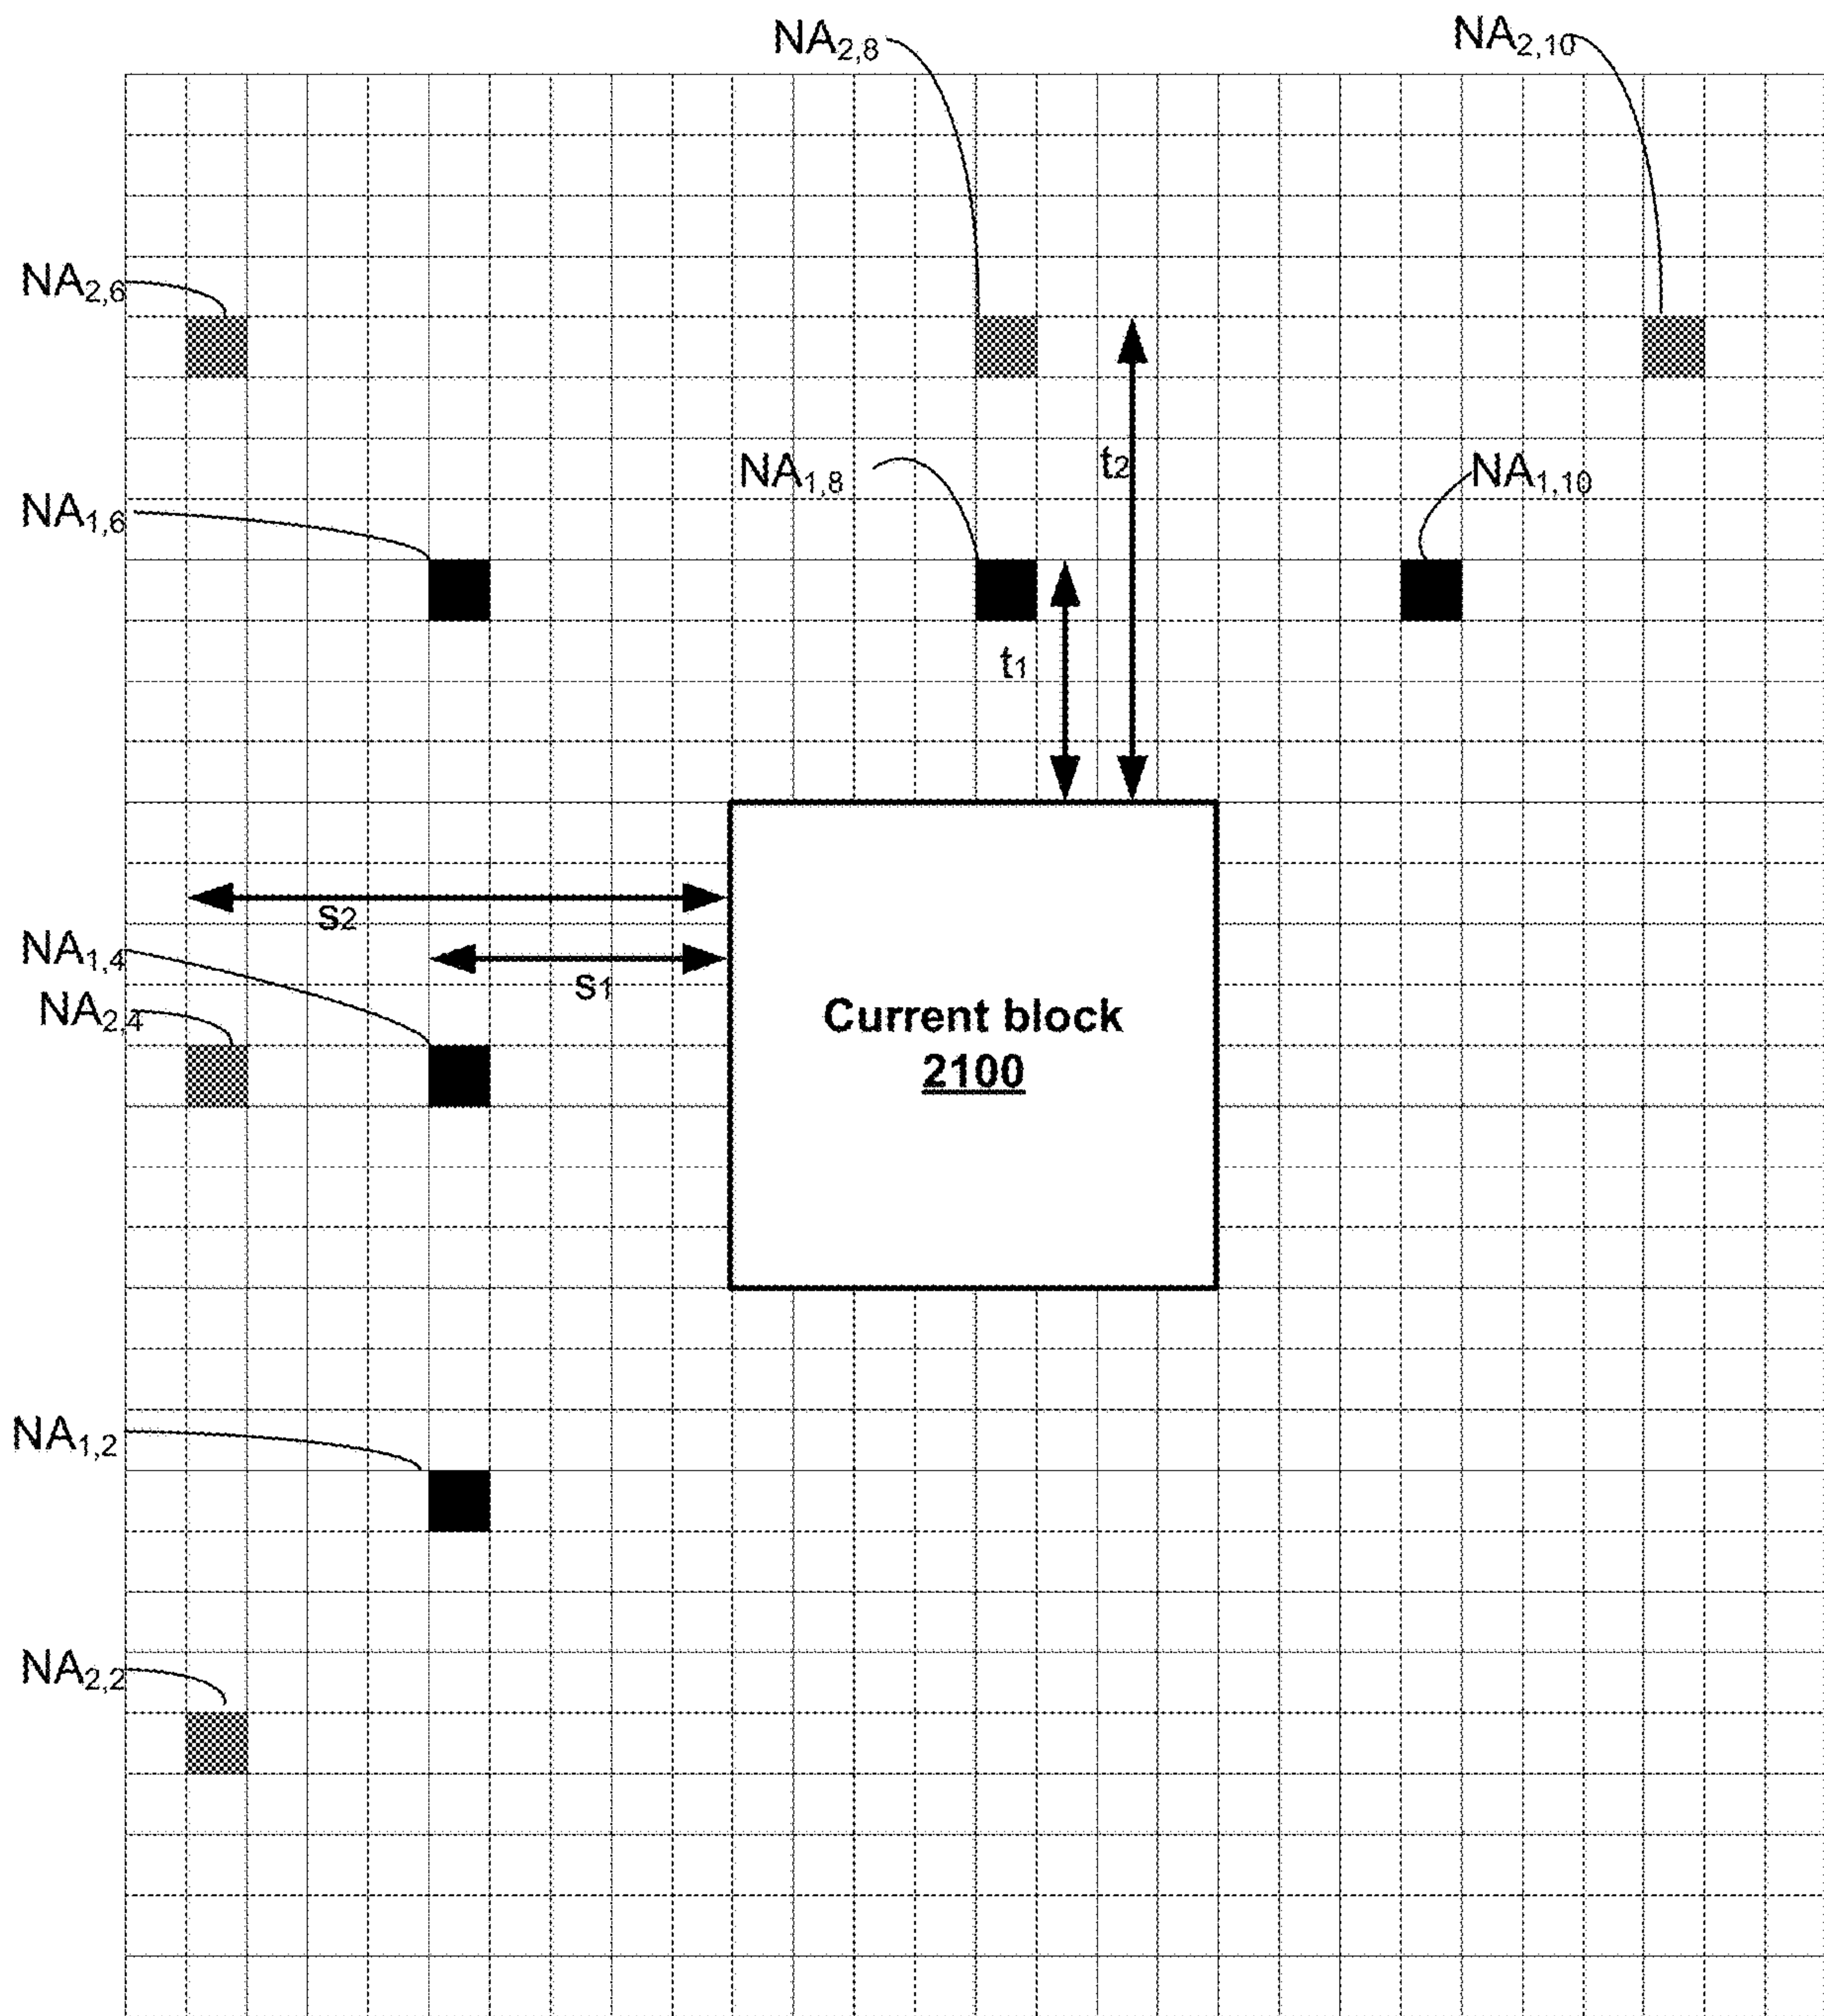 NA2,8
NA2,10
NA2,6
t2
NA1,8
NA1,10
NA1,6
t1
s2
NA1,4
s1
NA2,4
Current block
2100
NA1,2
NA2,2